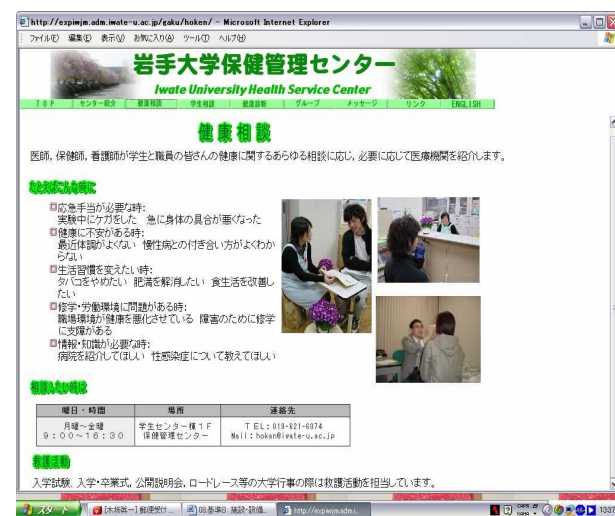 http://expiwjm.adm.iwate-u.ac.jp/gaku/hoken/ - Microsoft Internet Explorer
ファイル(F) 編集(E) 表示(V) お気に入り(A) ツール(T) ヘルプ(H)
岩手大学保健管理センター
Iwate University Health Service Center
TOP センター紹介 健康相談 学生相談 健康診断 グループ メッセージ リンク ENGLISH
健康相談
医師, 保健師, 看護師が学生と職員の皆さんの健康に関するあらゆる相談に応じ, 必要に応じて医療機関を紹介します。
たとえばこんな時に
応急手当が必要な時:
実験中にケガをした 急に身体の具合が悪くなった
健康に不安がある時:
最近体調がよくない 慢性病との付き合い方がよくわか
らない
生活習慣を変えたい時:
タバコをやめたい 肥満を解消したい 食生活を改善し
たい
修学・労働環境に問題がある時:
職場環境が健康を悪化させている 障害のために修学
に支障がある
情報・知識が必要な時:
病院を紹介してほしい 性感染症について教えてほしい
相談したい時は
曜日・時間 場所 連絡先
月曜~金曜 学生センター棟1F TEL:019-621-6074
9:00~16:30 保健管理センター Mail:hoken@iwate-u.ac.jp
救護活動
入学試験, 入学・卒業式, 公開説明会, ロードレース等の大学行事の際は救護活動を担当しています。
スタート 08.基準8 施設・設備 http://expiwjm.adm.i...